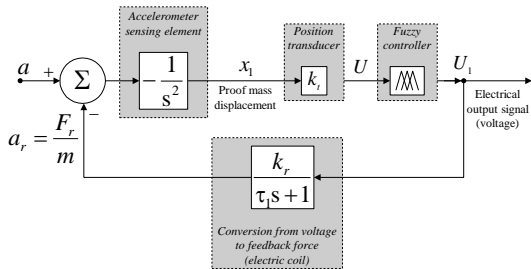 Accelerometer
sensing element
Position
transducer
Fuzzy
controller
a
+
Σ
−
− 1/s²
x₁
Proof mass
displacement
kₜ
U
U₁
Electrical
output signal
(voltage)
aᵣ = Fᵣ/m
kᵣ/(τ₁s+1)
Conversion from voltage
to feedback force
(electric coil)